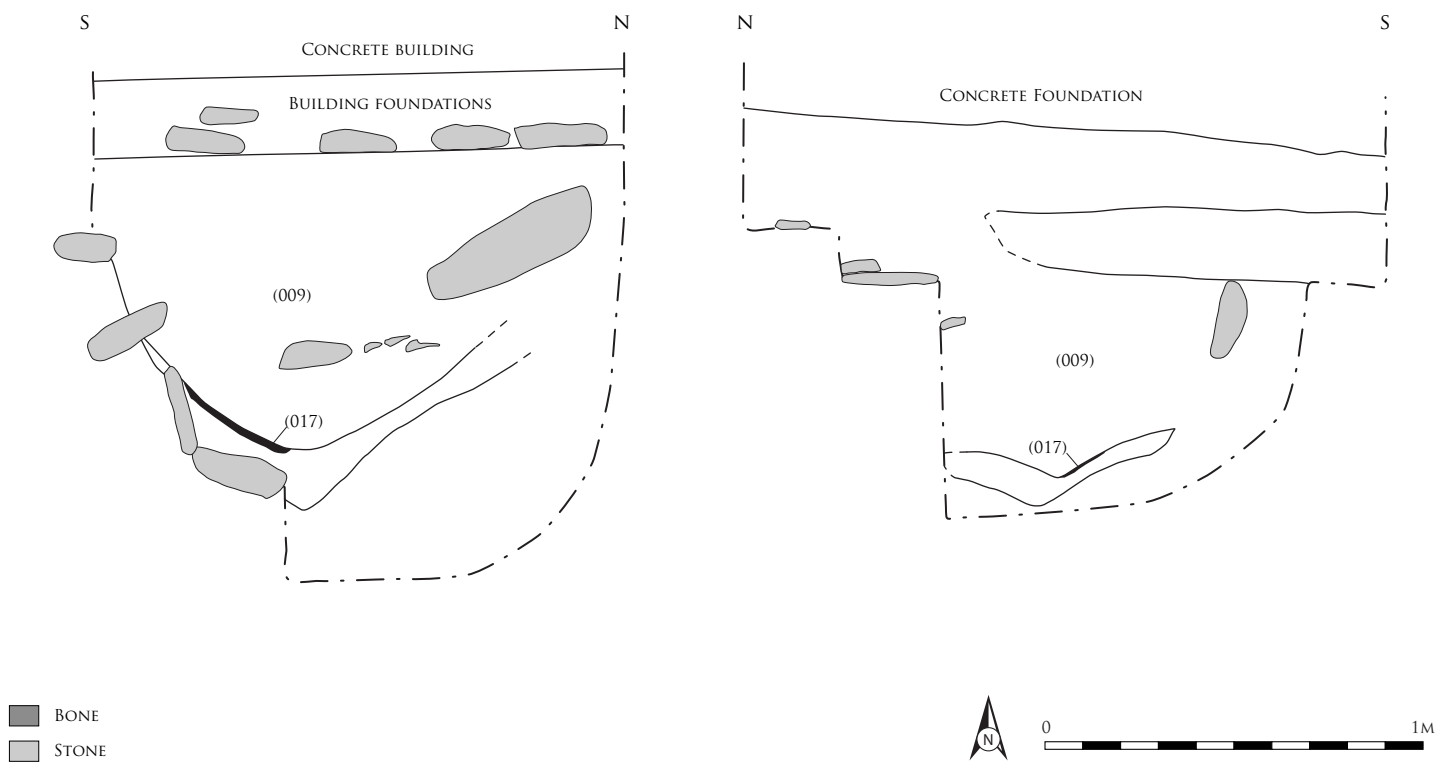 S
N
Concrete building
Building foundations
(009)
(017)
N
S
Concrete Foundation
(009)
(017)
Bone
Stone
N
0
1m